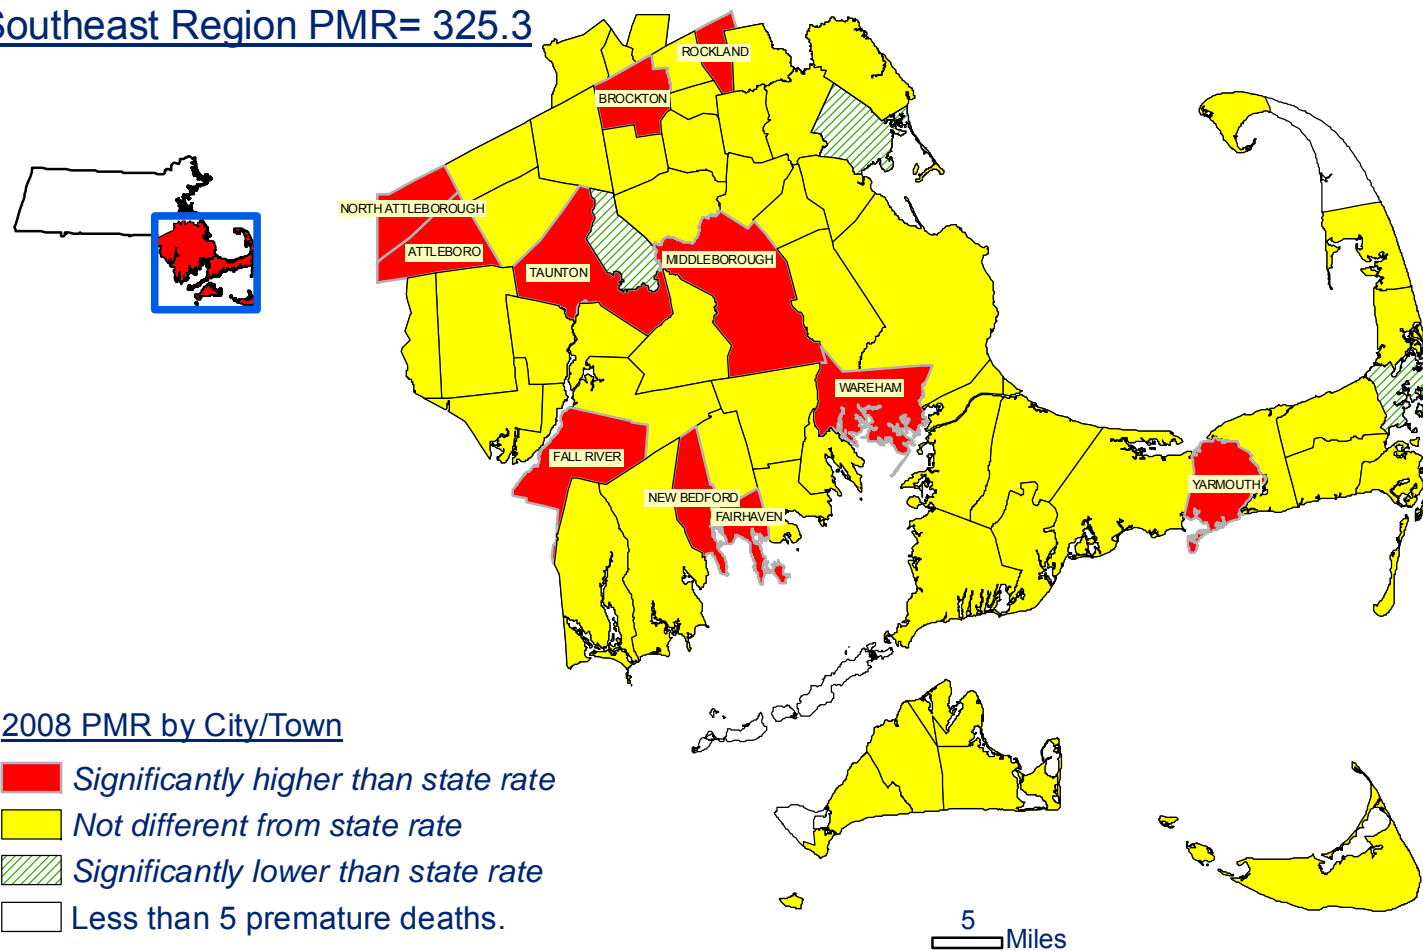 Southeast Region PMR= 325.3
ROCKLAND
BROCKTON
NORTH ATTLEBOROUGH
ATTLEBORO
TAUNTON
MIDDLEBOROUGH
WAREHAM
FALL RIVER
NEW BEDFORD
FAIRHAVEN
YARMOUTH
2008 PMR by City/Town
Significantly higher than state rate
Not different from state rate
Significantly lower than state rate
Less than 5 premature deaths.
5
Miles